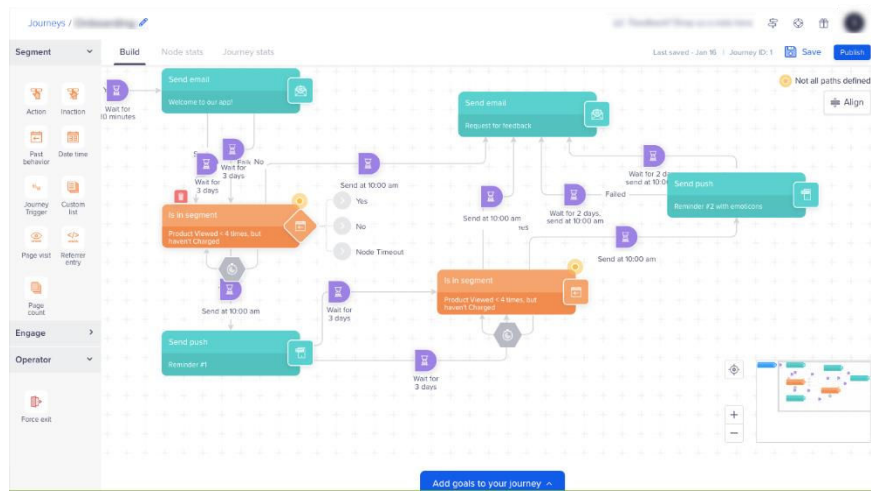 Journeys /
Segment
Build
Node stats
Journey stats
Last saved - Jan 16
Journey ID: 1
Save
Publish
Not all paths defined
Align
Action
Inaction
Past behavior
Date time
Journey Trigger
Custom list
Page visit
Referrer entry
Page count
Engage
Operator
Force exit
Wait for
10 minutes
Send email
Welcome to our app!
No
Wait for
3 days
Wait for
3 days
Is in segment
Product Viewed < 4 times, but
haven't Charged
Send at 10:00 am
Yes
No
Node Timeout
Send at 10:00 am
Send push
Reminder #1
Wait for
3 days
Wait for
3 days
Send email
Request for feedback
Send at 10:00 am
Wait for 2 days,
send at 10:00 am
Failed
Wait for 2
send at 10:0
Send push
Reminder #2 with emoticons
Send at 10:00 am
Is in segment
Product Viewed < 4 times, but
haven't Charged
Add goals to your journey